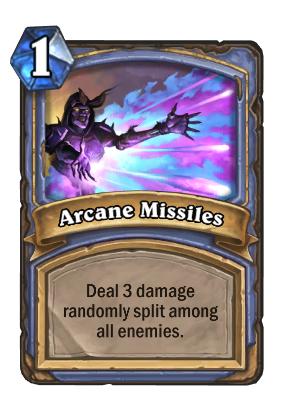 1
Arcane Missiles
Deal 3 damage
randomly split among
all enemies.